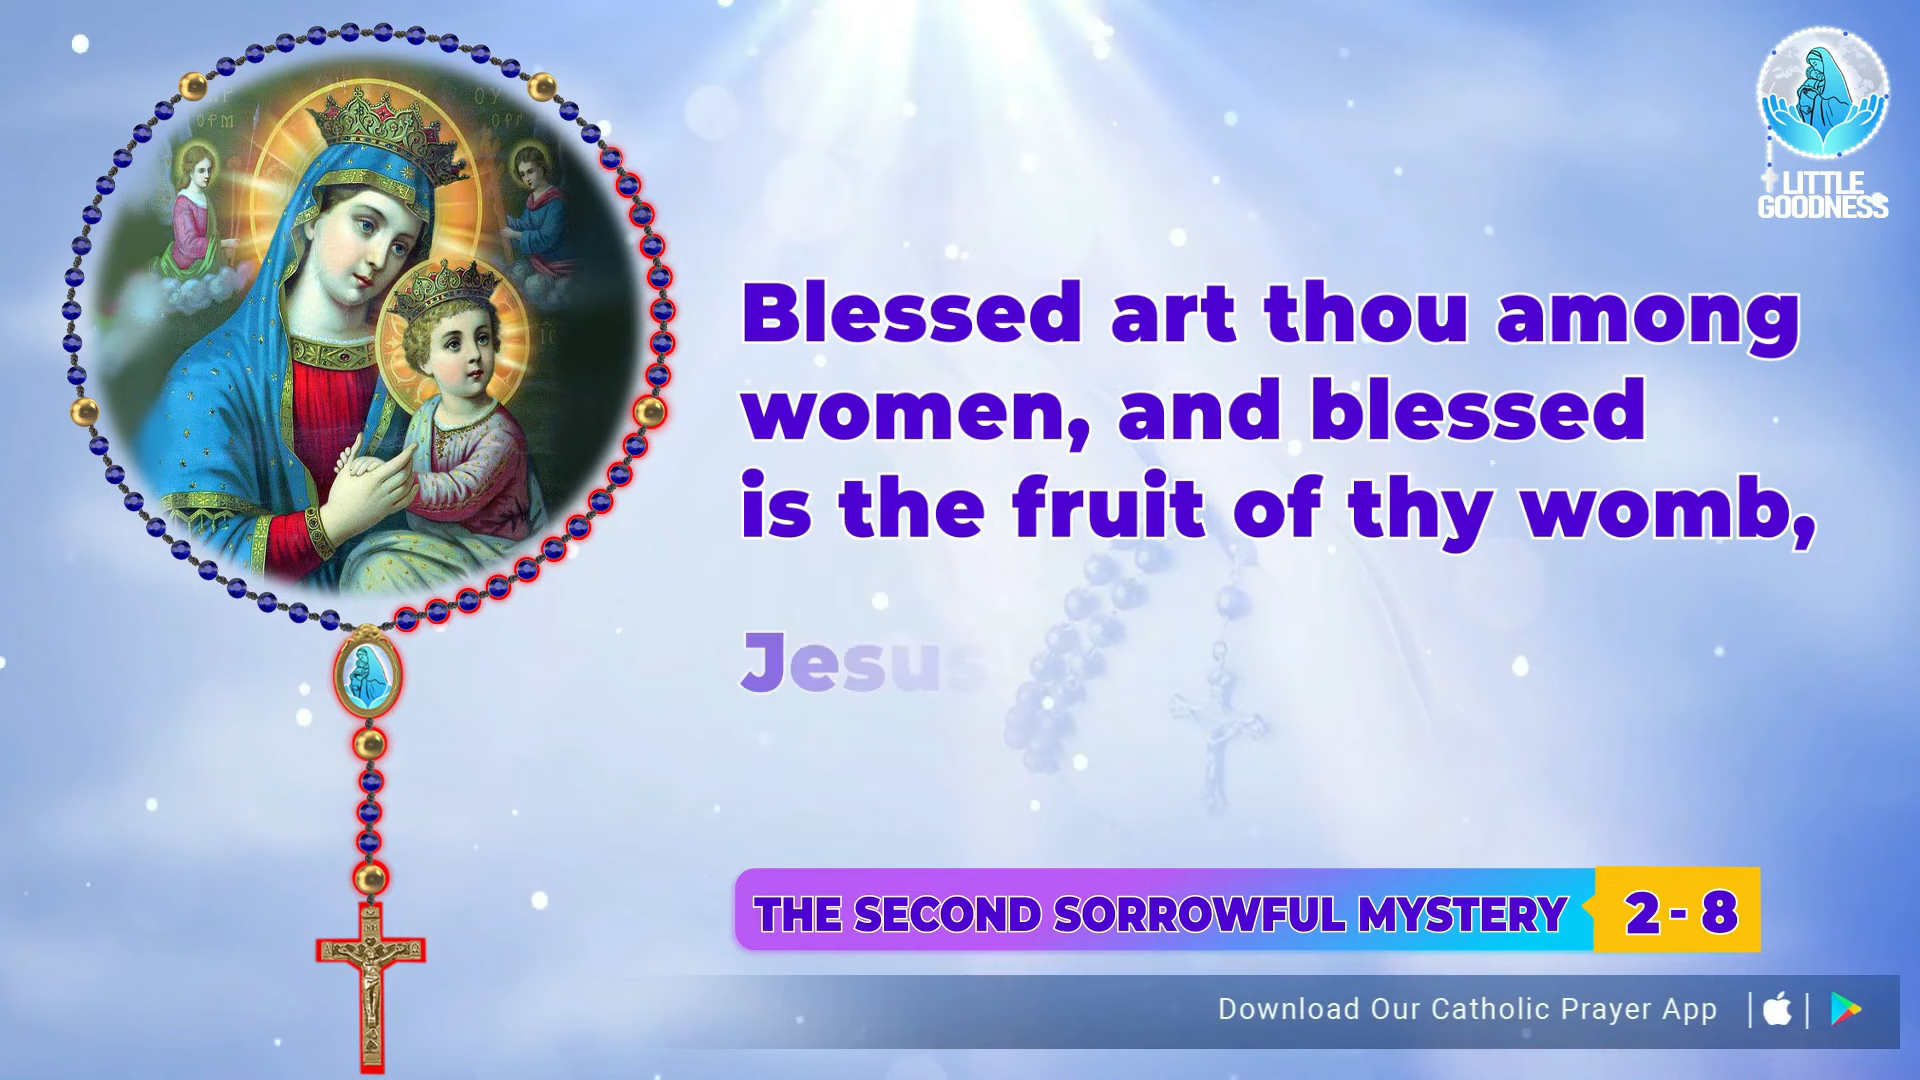 Blessed art thou among
women, and blessed
is the fruit of thy womb,
Jesus
THE SECOND SORROWFUL MYSTERY 2 - 8
Download Our Catholic Prayer App
LITTLE
GOODNESS